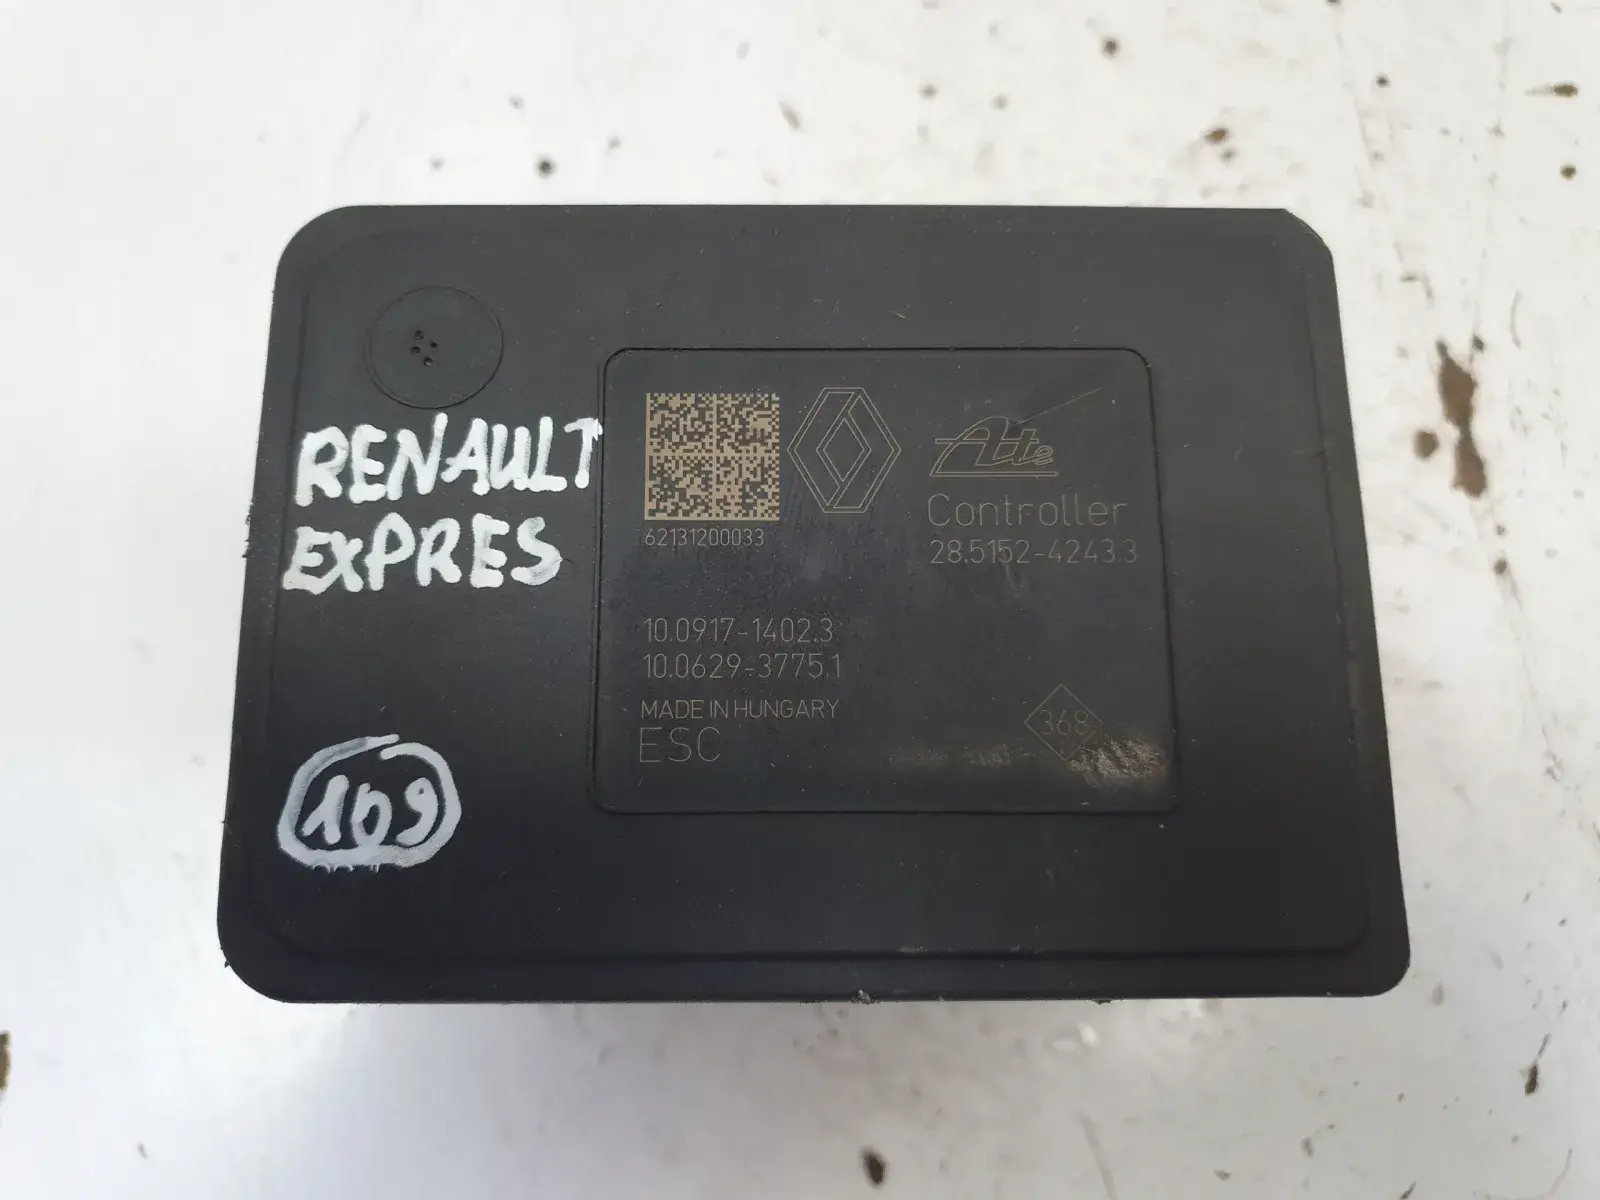 RENAULT
EXPRES
109
62131200033
Ate
Controller
28.5152-4243.3
10.0917-1402.3
10.0629-3775.1
MADE IN HUNGARY
ESC
368